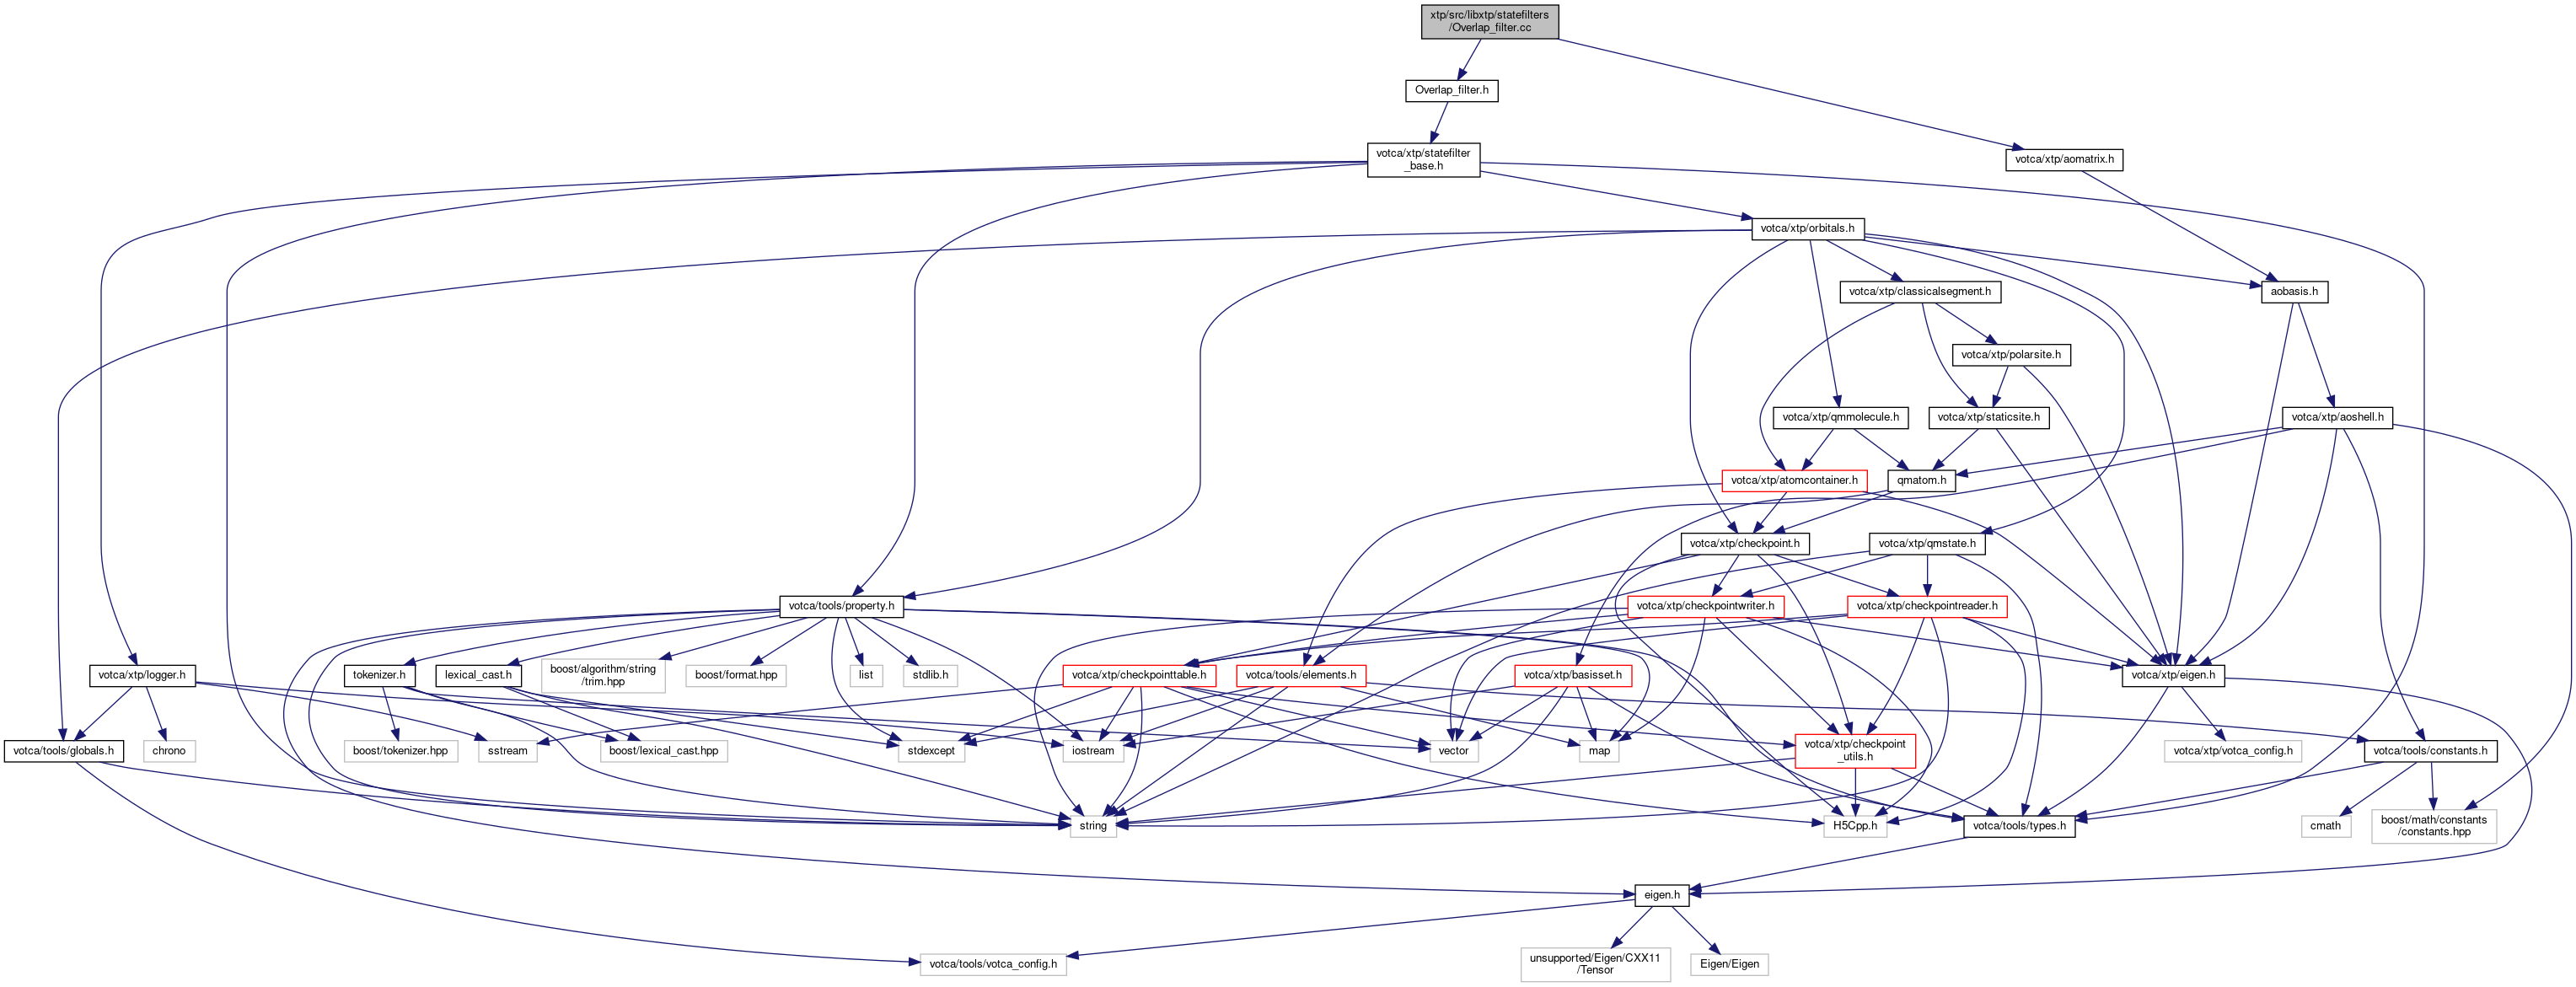 xtp/src/libxtp/statefilters
/Overlap_filter.cc
Overlap_filter.h
votca/xtp/statefilter
_base.h
votca/xtp/aomatrix.h
votca/xtp/orbitals.h
votca/xtp/classicalsegment.h
aobasis.h
votca/xtp/polarsite.h
votca/xtp/qmmolecule.h
votca/xtp/staticsite.h
votca/xtp/aoshell.h
votca/xtp/atomcontainer.h
qmatom.h
votca/xtp/checkpoint.h
votca/xtp/qmstate.h
votca/tools/property.h
votca/xtp/checkpointwriter.h
votca/xtp/checkpointreader.h
votca/xtp/logger.h
tokenizer.h
lexical_cast.h
boost/algorithm/string
/trim.hpp
boost/format.hpp
list
stdlib.h
votca/xtp/checkpointtable.h
votca/tools/elements.h
votca/xtp/basisset.h
votca/xtp/eigen.h
votca/tools/globals.h
chrono
boost/tokenizer.hpp
sstream
boost/lexical_cast.hpp
stdexcept
iostream
vector
map
votca/xtp/checkpoint
_utils.h
votca/xtp/votca_config.h
votca/tools/constants.h
string
H5Cpp.h
votca/tools/types.h
cmath
boost/math/constants
/constants.hpp
eigen.h
votca/tools/votca_config.h
unsupported/Eigen/CXX11
/Tensor
Eigen/Eigen